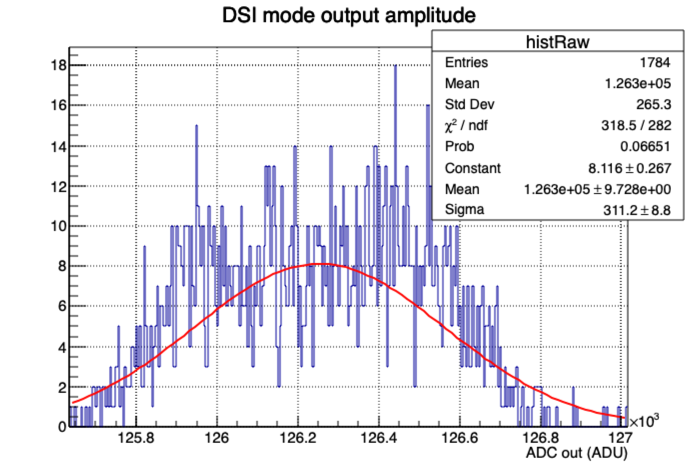 DSI mode output amplitude
histRaw
Entries 1784
Mean 1.263e+05
Std Dev 265.3
χ² / ndf 318.5 / 282
Prob 0.06651
Constant 8.116 ± 0.267
Mean 1.263e+05 ± 9.728e+00
Sigma 311.2 ± 8.8
18
16
14
12
10
8
6
4
2
0
125.8 126 126.2 126.4 126.6 126.8 127
×10³
ADC out (ADU)